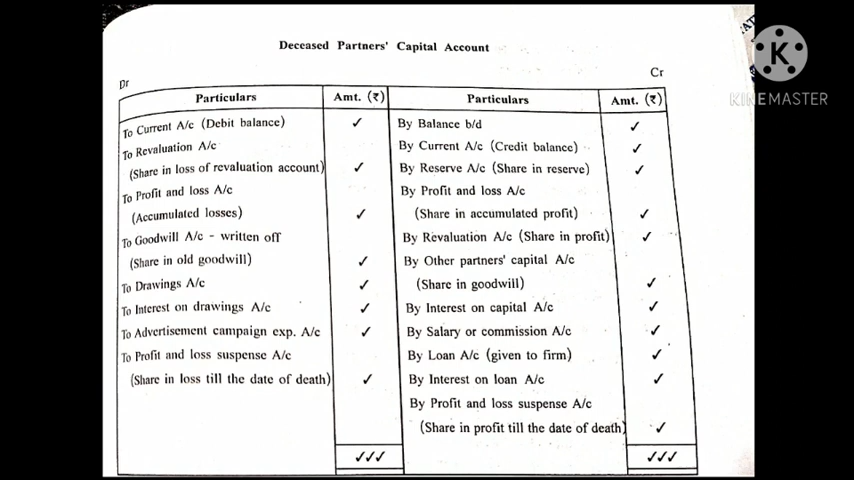 Deceased Partners' Capital Account
Dr
Cr
Particulars Amt. (₹) Particulars Amt. (₹)
To Current A/c (Debit balance) ✓ By Balance b/d ✓
To Revaluation A/c By Current A/c (Credit balance) ✓
(Share in loss of revaluation account) ✓ By Reserve A/c (Share in reserve) ✓
To Profit and loss A/c By Profit and loss A/c
(Accumulated losses) ✓ (Share in accumulated profit) ✓
To Goodwill A/c - written off By Revaluation A/c (Share in profit) ✓
(Share in old goodwill) ✓ By Other partners' capital A/c
To Drawings A/c ✓ (Share in goodwill) ✓
To Interest on drawings A/c ✓ By Interest on capital A/c ✓
To Advertisement campaign exp. A/c ✓ By Salary or commission A/c ✓
To Profit and loss suspense A/c By Loan A/c (given to firm) ✓
(Share in loss till the date of death) ✓ By Interest on loan A/c ✓
By Profit and loss suspense A/c
(Share in profit till the date of death) ✓
✓✓✓ ✓✓✓
K
KINEMASTER